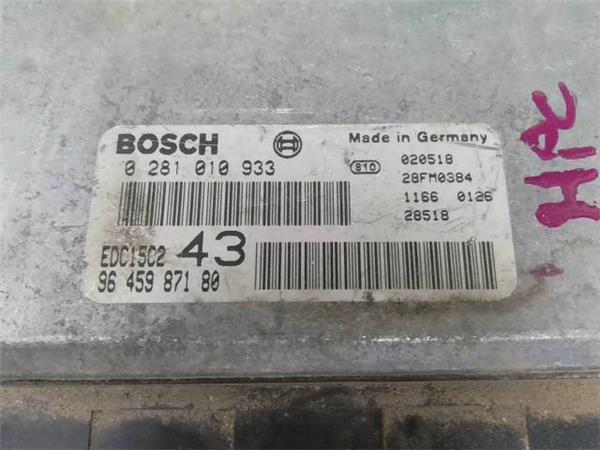 BOSCH
Made in Germany
0 281 010 933
810
020518
28FM0384
1166 0126
28518
EDC15C2 43
96 459 871 80